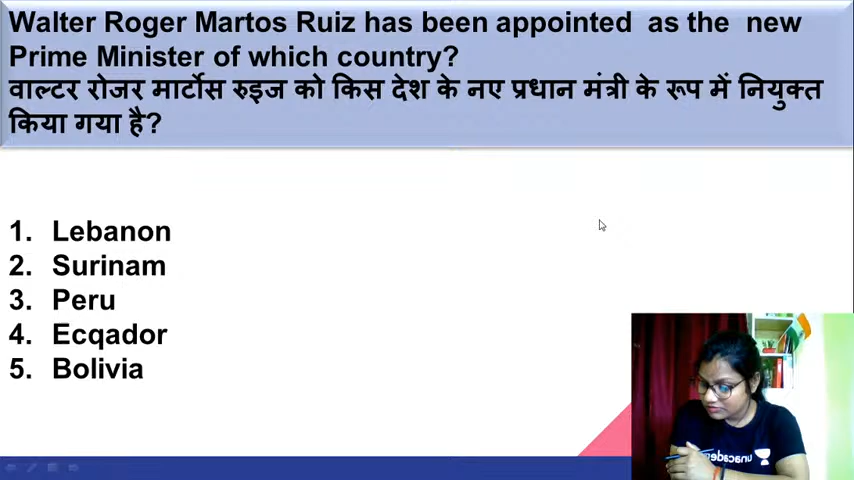 Walter Roger Martos Ruiz has been appointed as the new
Prime Minister of which country?
वाल्टर रोजर मार्टोस रुइज को किस देश के नए प्रधान मंत्री के रूप में नियुक्त
किया गया है?
1. Lebanon
2. Surinam
3. Peru
4. Ecqador
5. Bolivia
unacademy